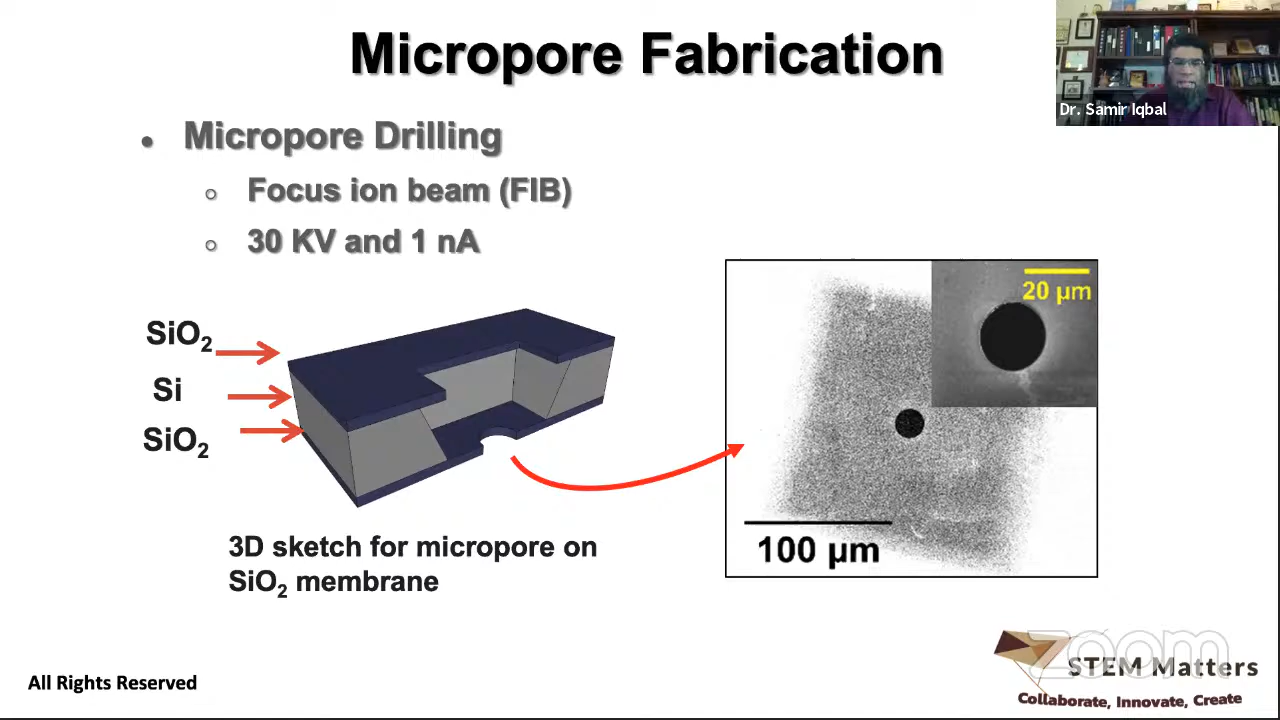 Micropore Fabrication
Dr. Samir Iqbal
• Micropore Drilling
○ Focus ion beam (FIB)
○ 30 KV and 1 nA
SiO₂
Si
SiO₂
20 µm
100 µm
3D sketch for micropore on
SiO₂ membrane
All Rights Reserved
zoom
STEM Matters
Collaborate, Innovate, Create